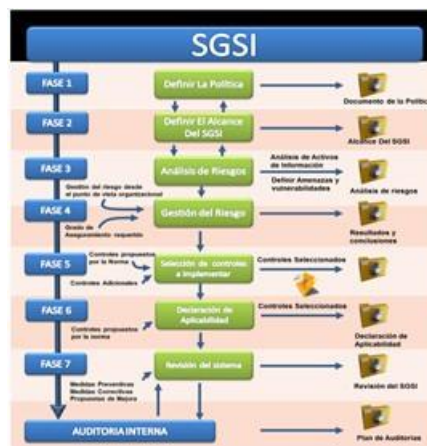 SGSI
FASE 1
Definir La Política
Documento de la Política
FASE 2
Definir El Alcance
Del SGSI
Alcance Del SGSI
FASE 3
Análisis de Riesgos
Análisis de Activos
de Información
Definir Amenazas y
vulnerabilidades
Análisis de riesgos
Gestión del riesgo desde
el punto de vista organizacional
FASE 4
Gestión del Riesgo
Grado de
Aseguramiento requerido
Resultados y
conclusiones
FASE 5
Controles propuestos
por la Norma
Selección de controles
a Implementar
Controles Seleccionados
Controles Adicionales
FASE 6
Declaración de
Aplicabilidad
Controles Seleccionados
Controles propuestos
por la norma
Declaración de
Aplicabilidad
FASE 7
Revisión del sistema
Revisión del SGSI
Medidas Preventivas
Medidas Correctivas
Propuestas de Mejora
AUDITORIA INTERNA
Plan de Auditorias